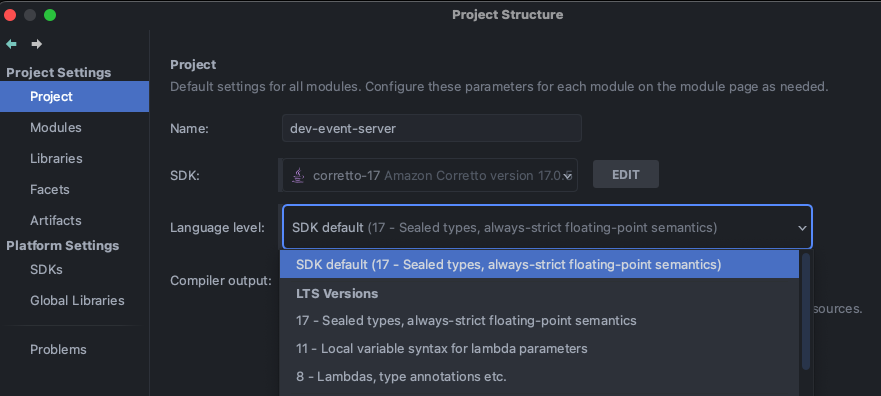 Project Structure
Project Settings
Project
Modules
Libraries
Facets
Artifacts
Platform Settings
SDKs
Global Libraries
Problems
Project
Default settings for all modules. Configure these parameters for each module on the module page as needed.
Name: dev-event-server
SDK: corretto-17 Amazon Corretto version 17.0.5 EDIT
Language level: SDK default (17 - Sealed types, always-strict floating-point semantics)
SDK default (17 - Sealed types, always-strict floating-point semantics)
Compiler output:
LTS Versions
sources.
17 - Sealed types, always-strict floating-point semantics
11 - Local variable syntax for lambda parameters
8 - Lambdas, type annotations etc.